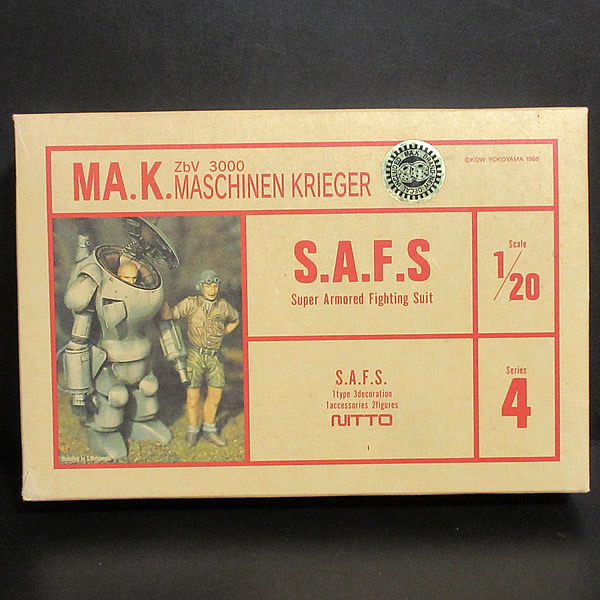 MA.K.
ZbV 3000
MASCHINEN KRIEGER
©KOW YOKOYAMA 1998
S.A.F.S
Super Armored Fighting Suit
Scale
1/20
S.A.F.S.
1type 3decoration
1accessories 2figures
NITTO
Series
4